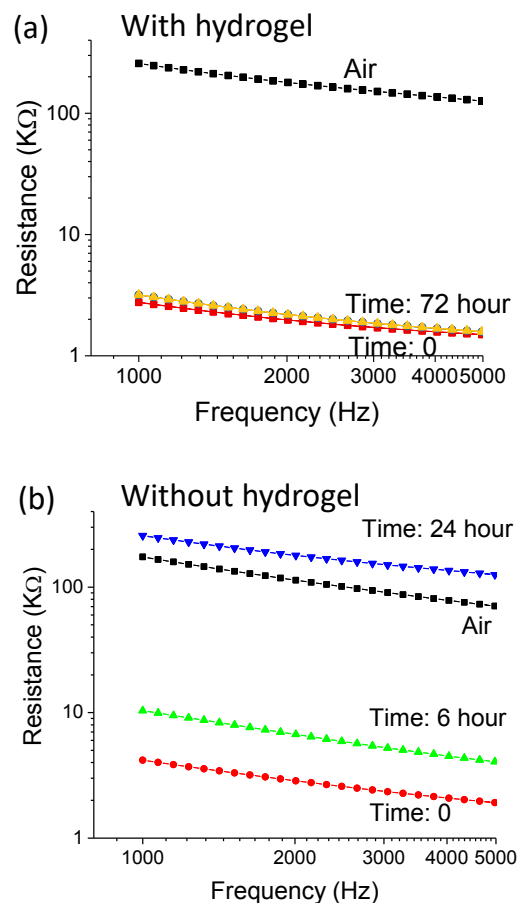 (a) With hydrogel
Air
100
10
1
Resistance (KΩ)
Time: 72 hour
Time: 0
1000 2000 3000 4000 5000
Frequency (Hz)
(b) Without hydrogel
Time: 24 hour
Air
Time: 6 hour
Time: 0
100
10
1
Resistance (KΩ)
1000 2000 3000 4000 5000
Frequency (Hz)